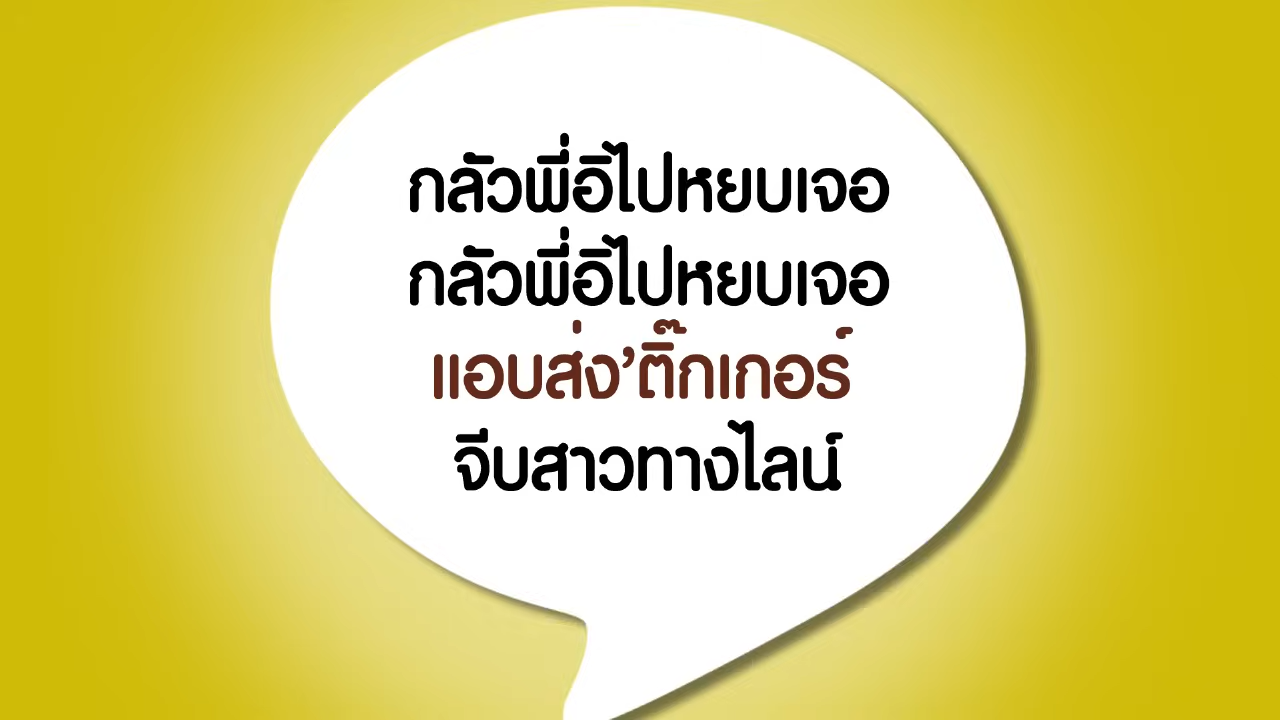 กลัวพี่อิไปหยบเจอ
กลัวพี่อิไปหยบเจอ
แอบส่ง’ติ๊กเกอร์
จีบสาวทางไลน์